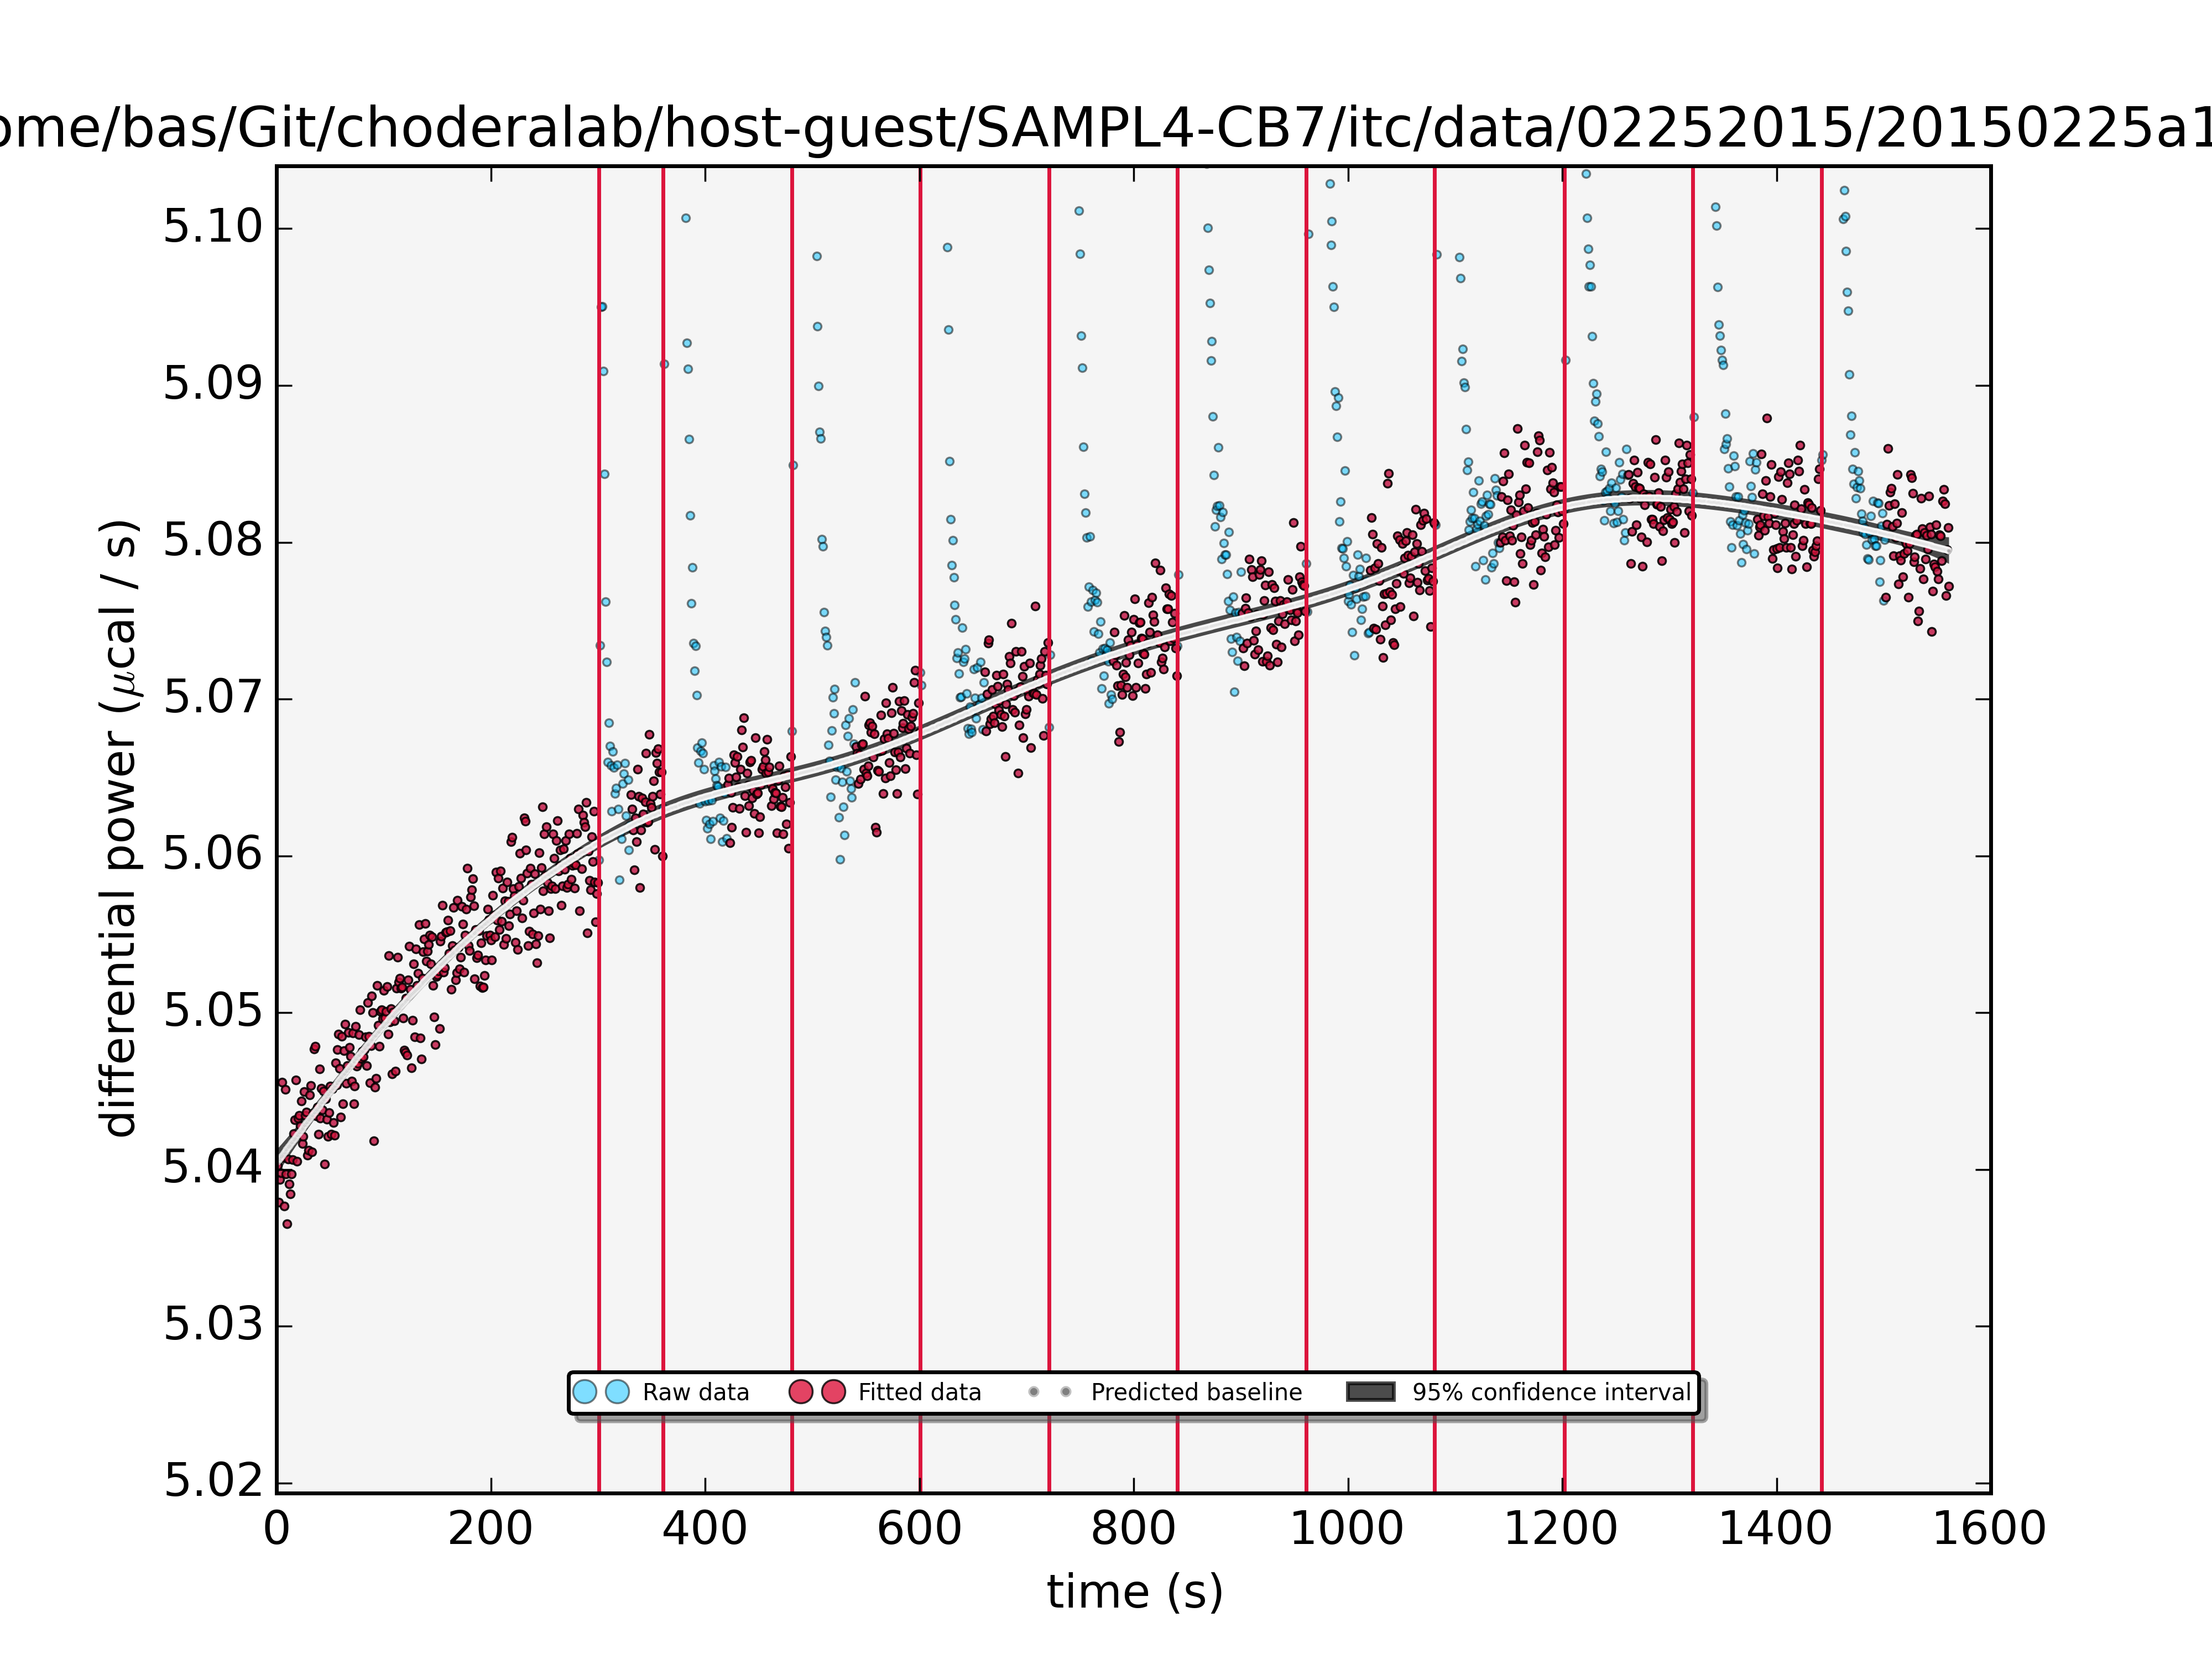 ome/bas/Git/choderalab/host-guest/SAMPL4-CB7/itc/data/02252015/20150225a1
5.10
5.09
5.08
5.07
5.06
5.05
5.04
5.03
5.02
differential power (μcal / s)
Raw data Fitted data Predicted baseline 95% confidence interval
0 200 400 600 800 1000 1200 1400 1600
time (s)